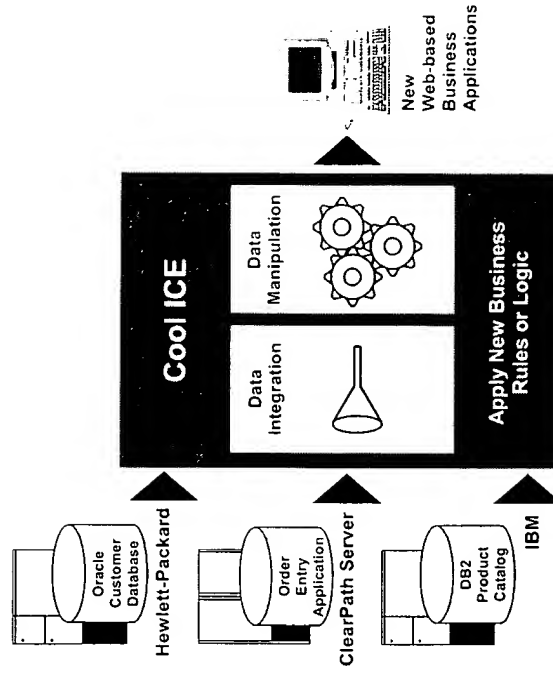 Oracle
Customer
Database
Hewlett-Packard
Order
Entry
Application
ClearPath Server
DB2
Product
Catalog
IBM
Cool ICE
Data
Integration
Data
Manipulation
Apply New Business
Rules or Logic
New
Web-based
Business
Applications